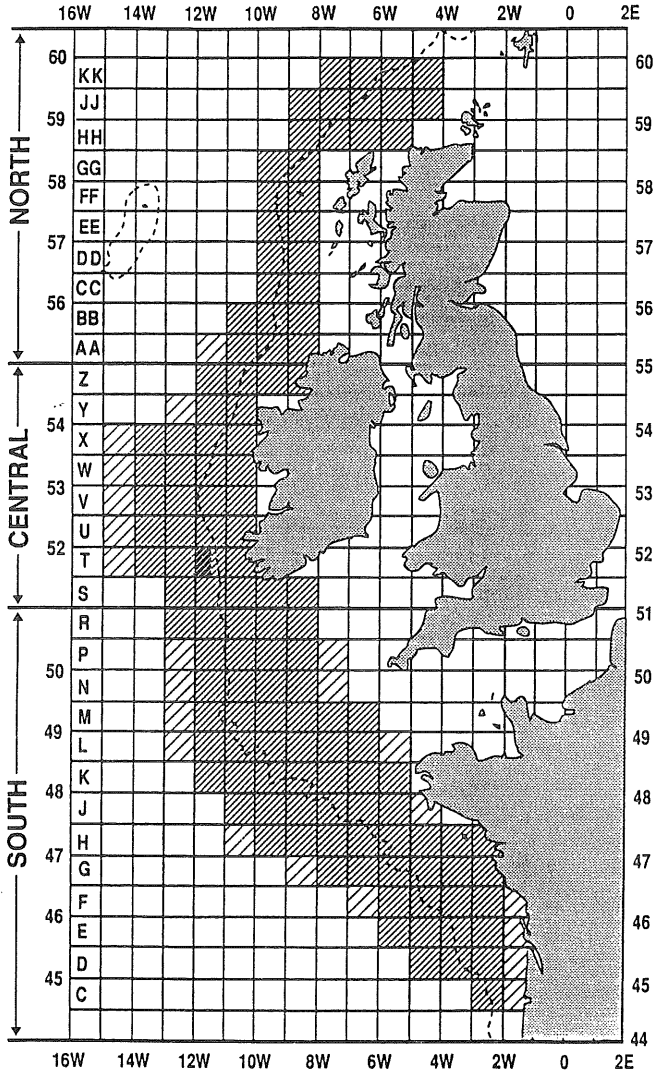 16W 14W 12W 10W 8W 6W 4W 2W 0 2E
60 60
KK
JJ
59 59
HH
GG
58 58
FF
EE
57 57
DD
CC
56 56
BB
AA
55 55
Z
Y
54 54
X
W
53 53
V
U
52 52
T
S
51
R
P
50 50
N
M
49 49
L
K
48 48
J
H
47 47
G
F
46 46
E
D
45 45
C
44
16W 14W 12W 10W 8W 6W 4W 2W 0 2E
NORTH
CENTRAL
SOUTH